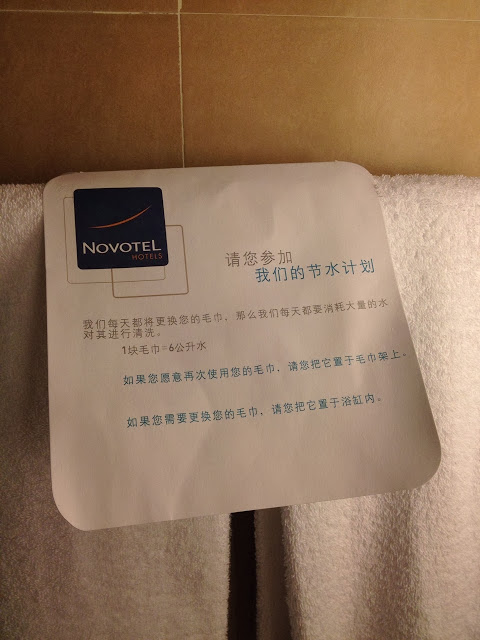 NOVOTEL
HOTELS
请您参加
我们的节水计划
我们每天都将更换您的毛巾，那么我们每天都要消耗大量的水
对其进行清洗。
1块毛巾=6公升水
如果您愿意再次使用您的毛巾，请您把它置于毛巾架上。
如果您需要更换您的毛巾，请您把它置于浴缸内。